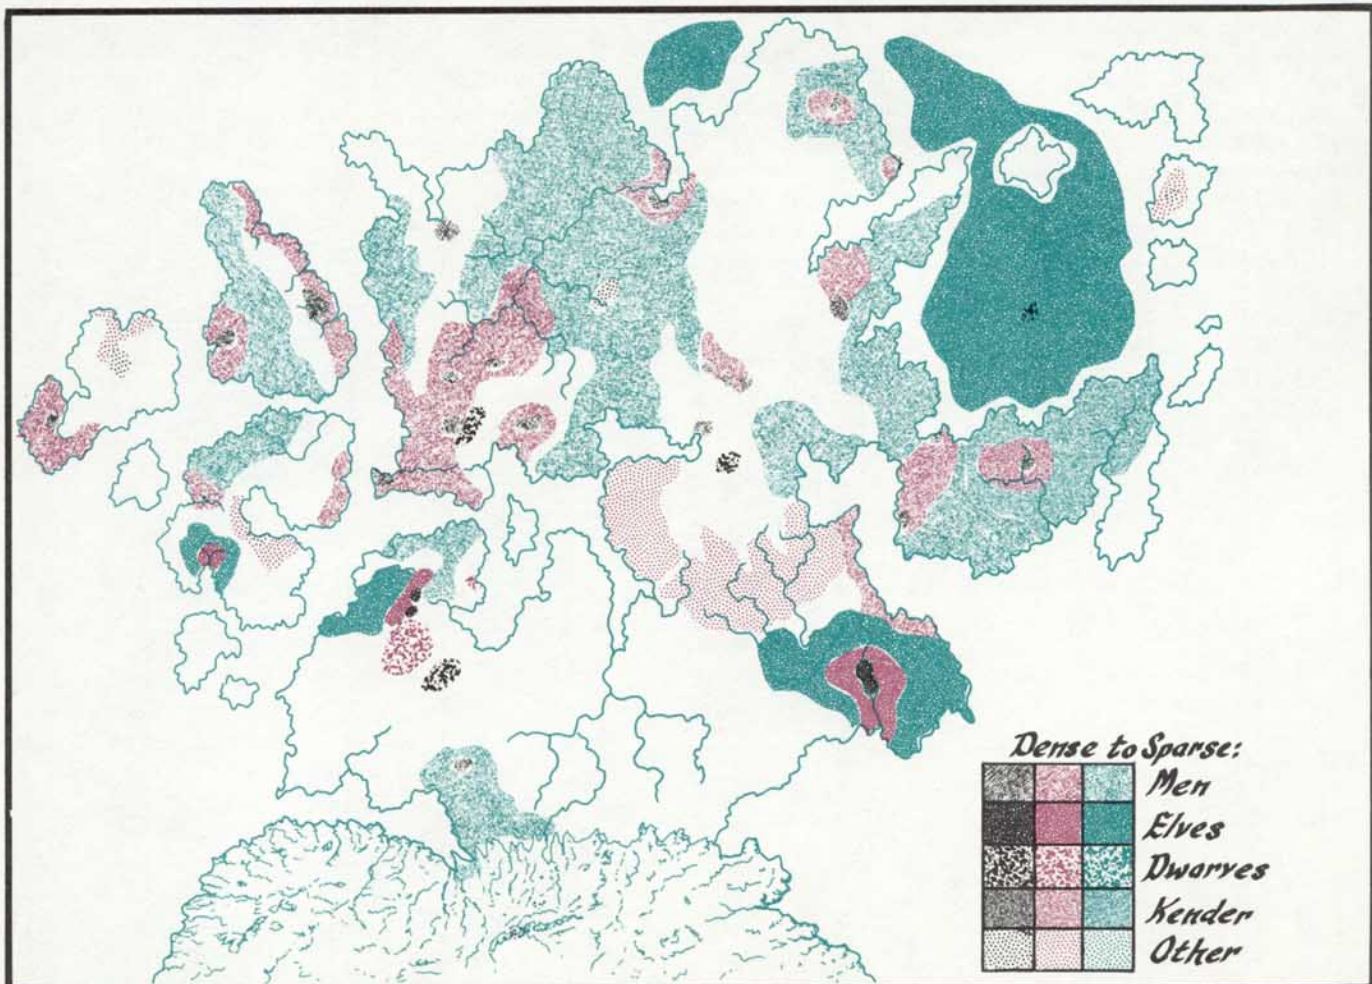 Dense to Sparse:
Men
Elves
Dwarves
Kender
Other